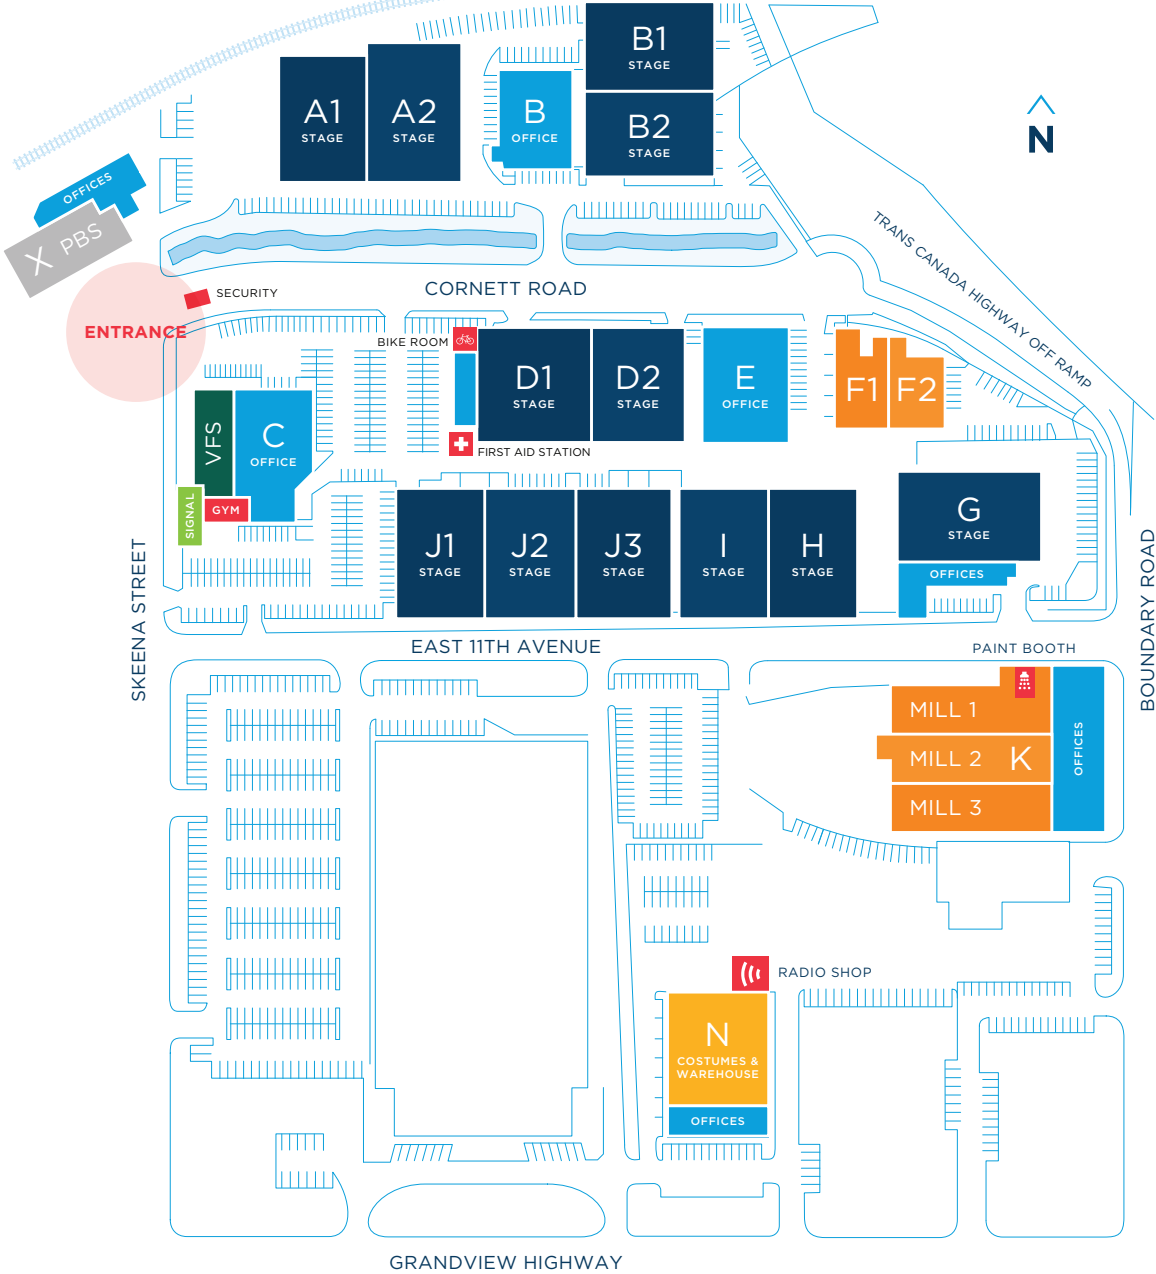 B1
STAGE
A1
STAGE
A2
STAGE
B
OFFICE
B2
STAGE
N
OFFICES
X PBS
TRANS CANADA HIGHWAY OFF RAMP
SECURITY
CORNETT ROAD
ENTRANCE
BIKE ROOM
D1
STAGE
D2
STAGE
E
OFFICE
F1
F2
VFS
C
OFFICE
FIRST AID STATION
SIGNAL
GYM
J1
STAGE
J2
STAGE
J3
STAGE
I
STAGE
H
STAGE
G
STAGE
OFFICES
SKEENA STREET
BOUNDARY ROAD
EAST 11TH AVENUE
PAINT BOOTH
MILL 1
MILL 2
K
MILL 3
OFFICES
RADIO SHOP
N
COSTUMES &
WAREHOUSE
OFFICES
GRANDVIEW HIGHWAY